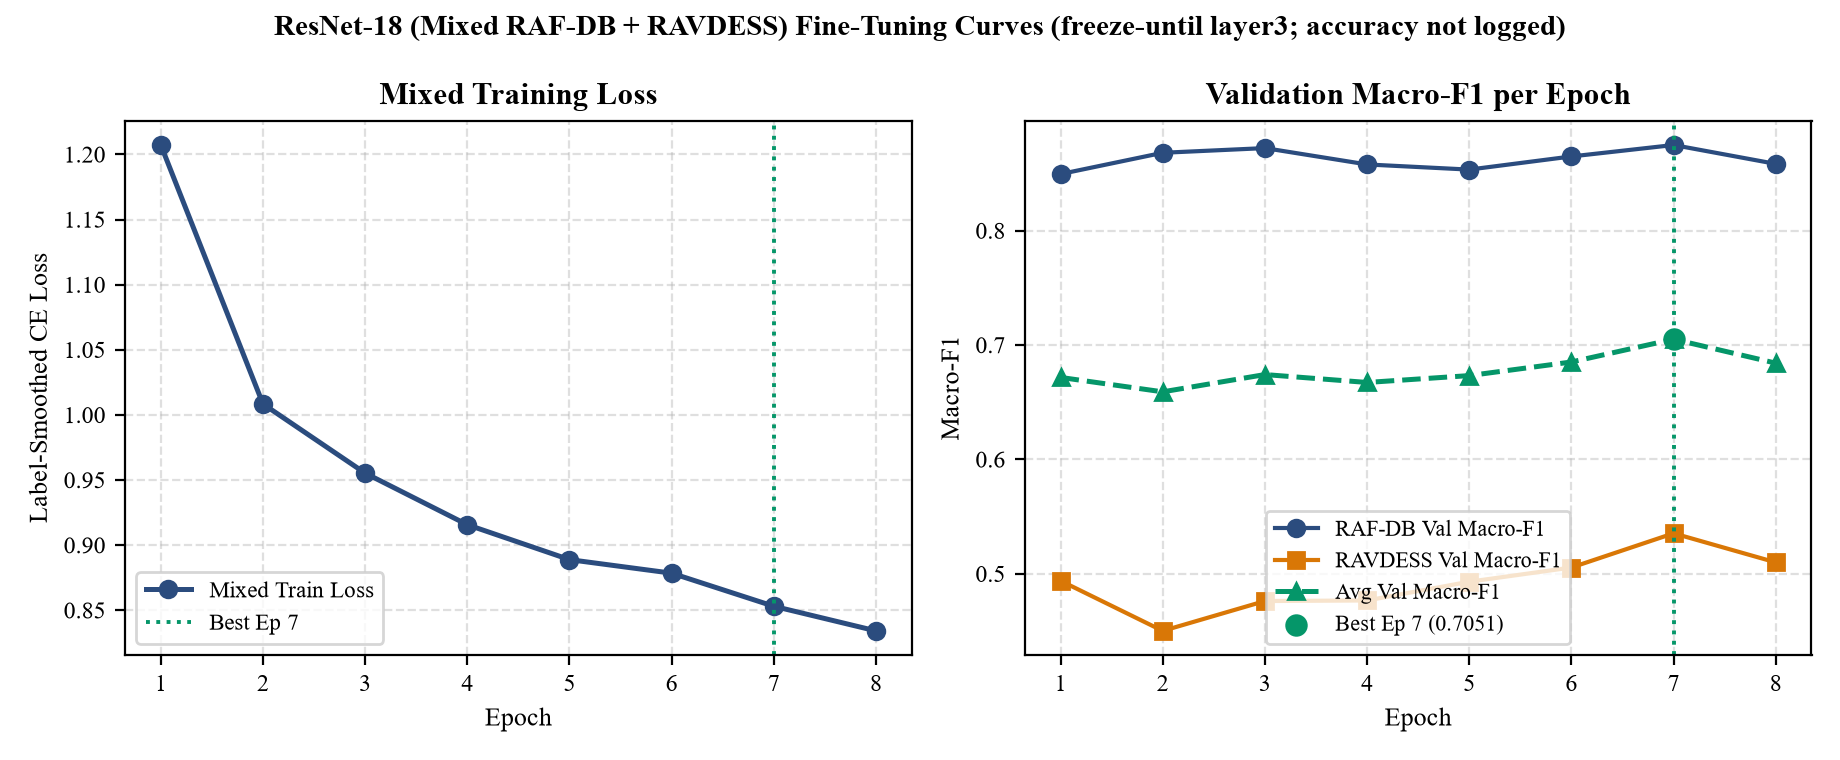 ResNet-18 (Mixed RAF-DB + RAVDESS) Fine-Tuning Curves (freeze-until layer3; accuracy not logged)
Mixed Training Loss
Label-Smoothed CE Loss
1.20
1.15
1.10
1.05
1.00
0.95
0.90
0.85
Mixed Train Loss
Best Ep 7
1 2 3 4 5 6 7 8
Epoch
Validation Macro-F1 per Epoch
Macro-F1
0.8
0.7
0.6
0.5
RAF-DB Val Macro-F1
RAVDESS Val Macro-F1
Avg Val Macro-F1
Best Ep 7 (0.7051)
1 2 3 4 5 6 7 8
Epoch